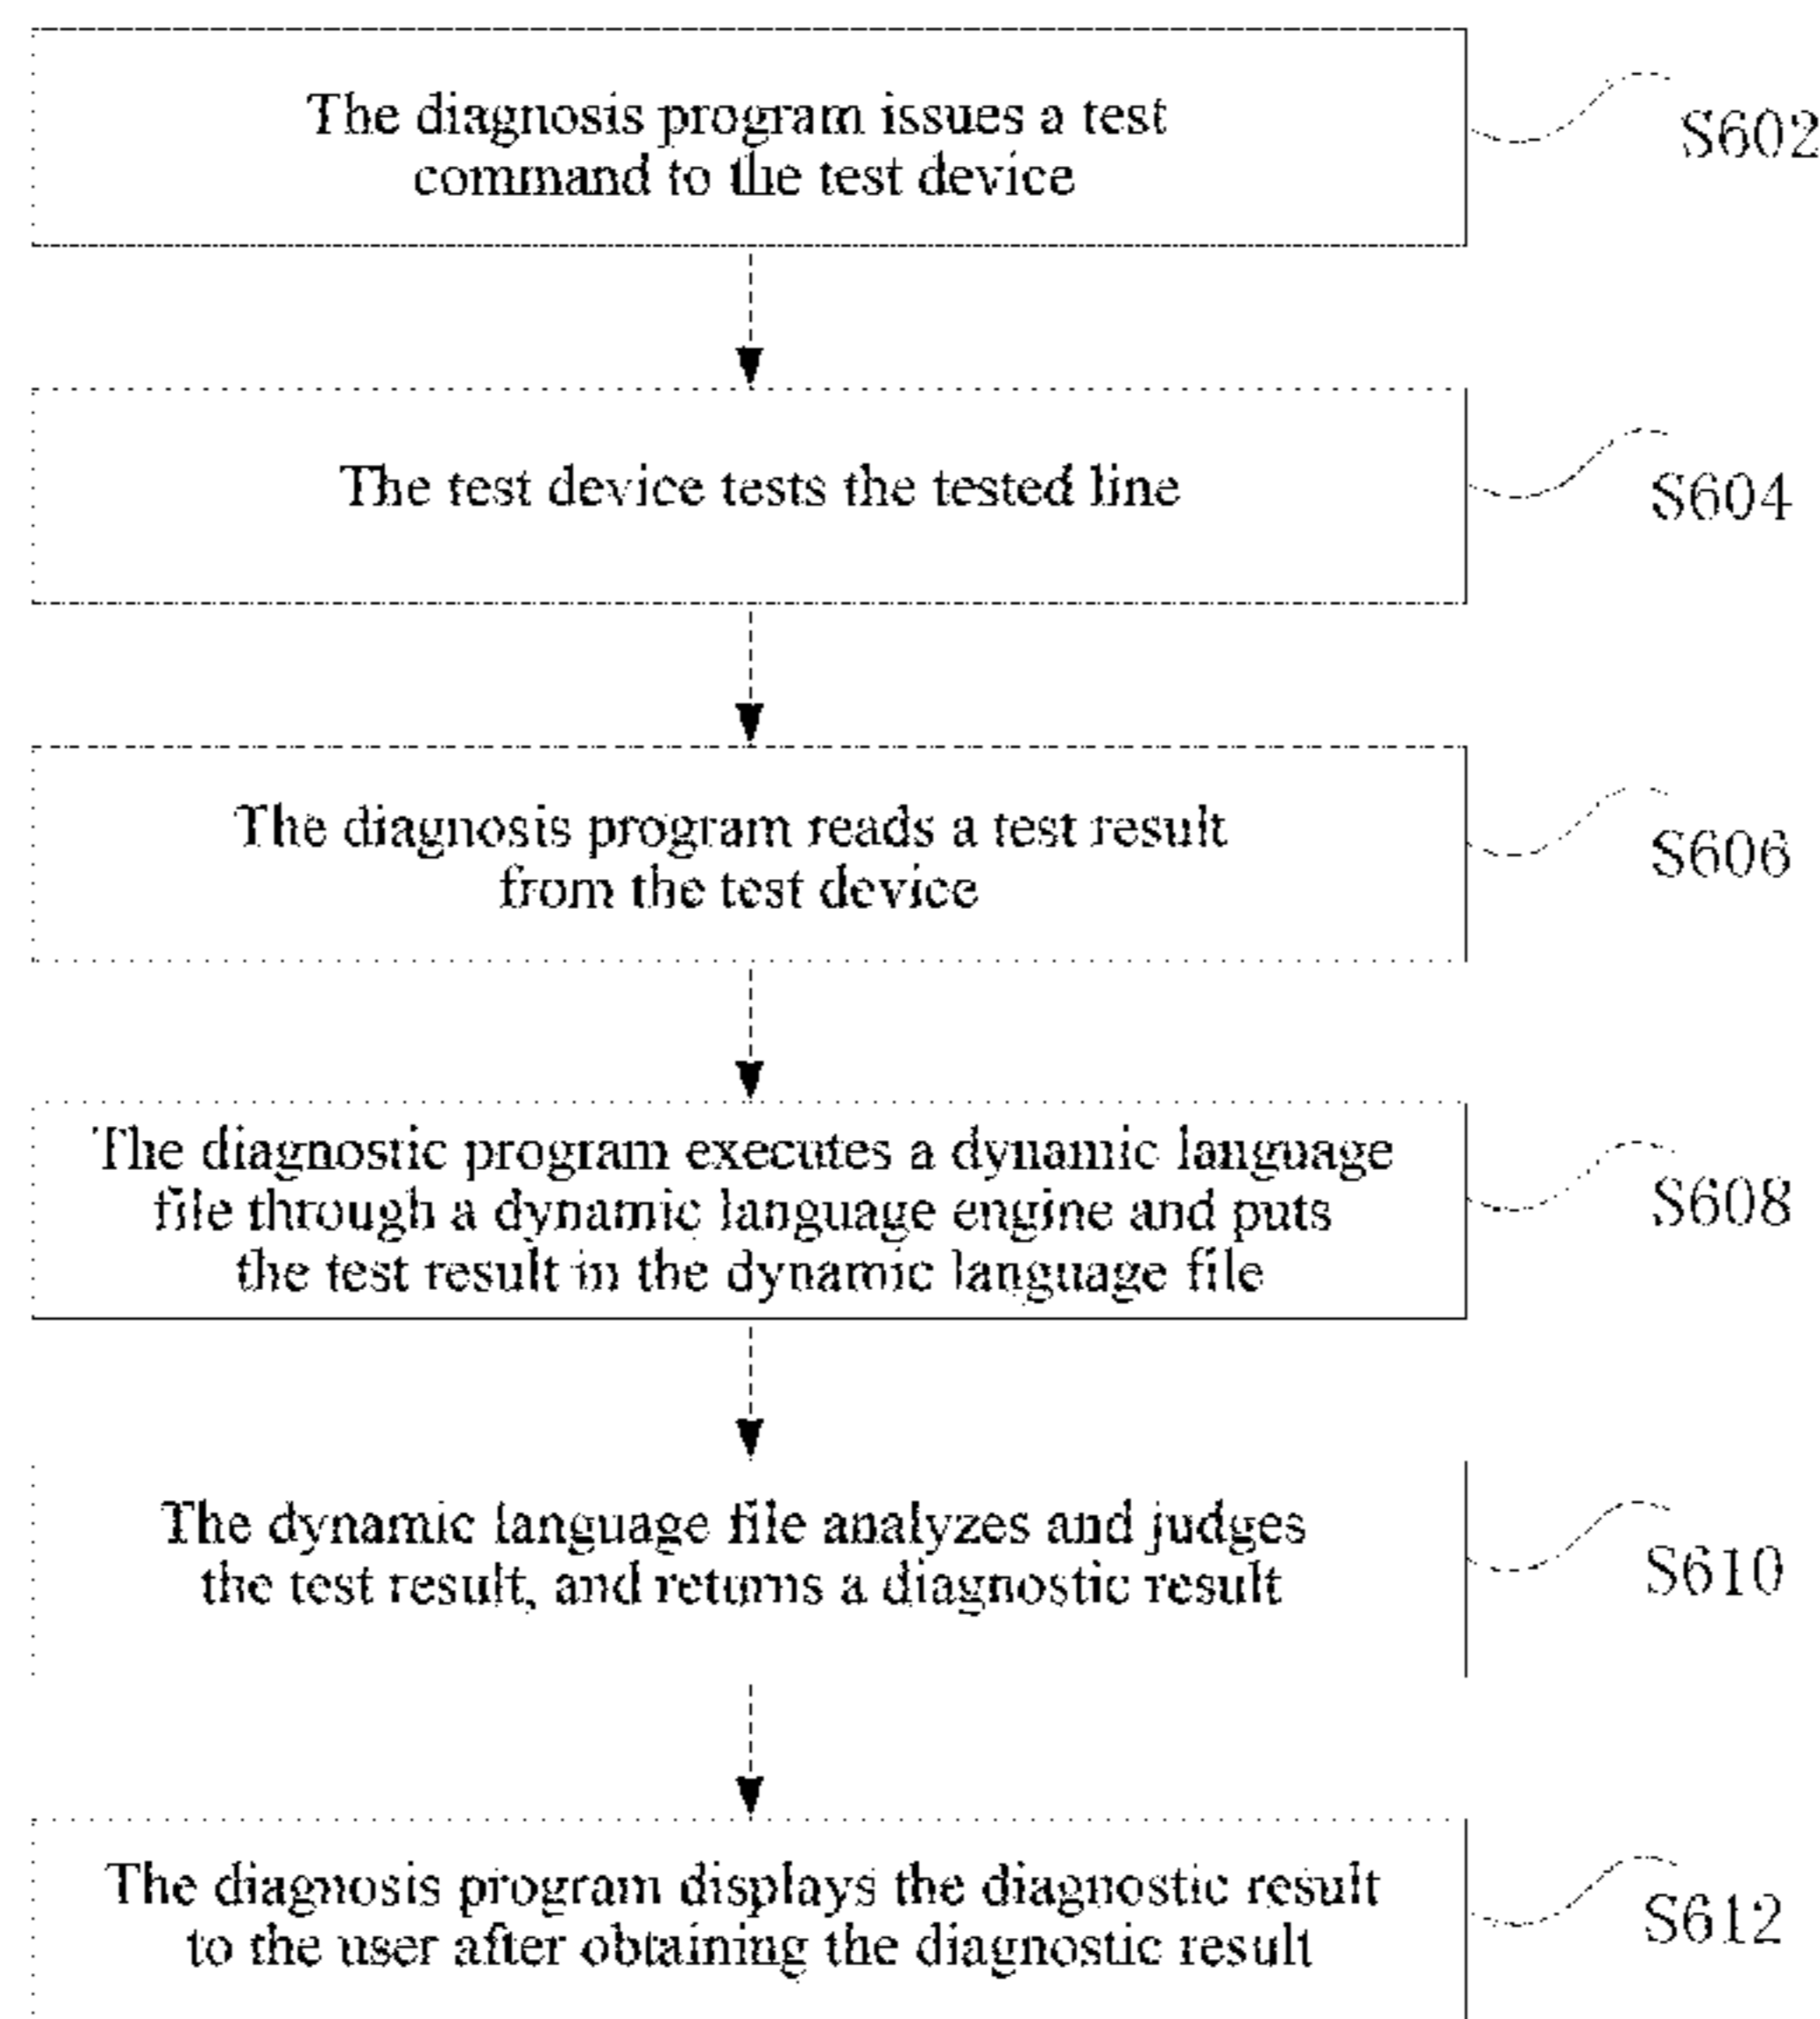 The diagnosis program issues a test
command to the test device
S602
The test device tests the tested line
S604
The diagnosis program reads a test result
from the test device
S606
The diagnostic program executes a dynamic language
file through a dynamic language engine and puts
the test result in the dynamic language file
S608
The dynamic language file analyzes and judges
the test result, and returns a diagnostic result
S610
The diagnosis program displays the diagnostic result
to the user after obtaining the diagnostic result
S612